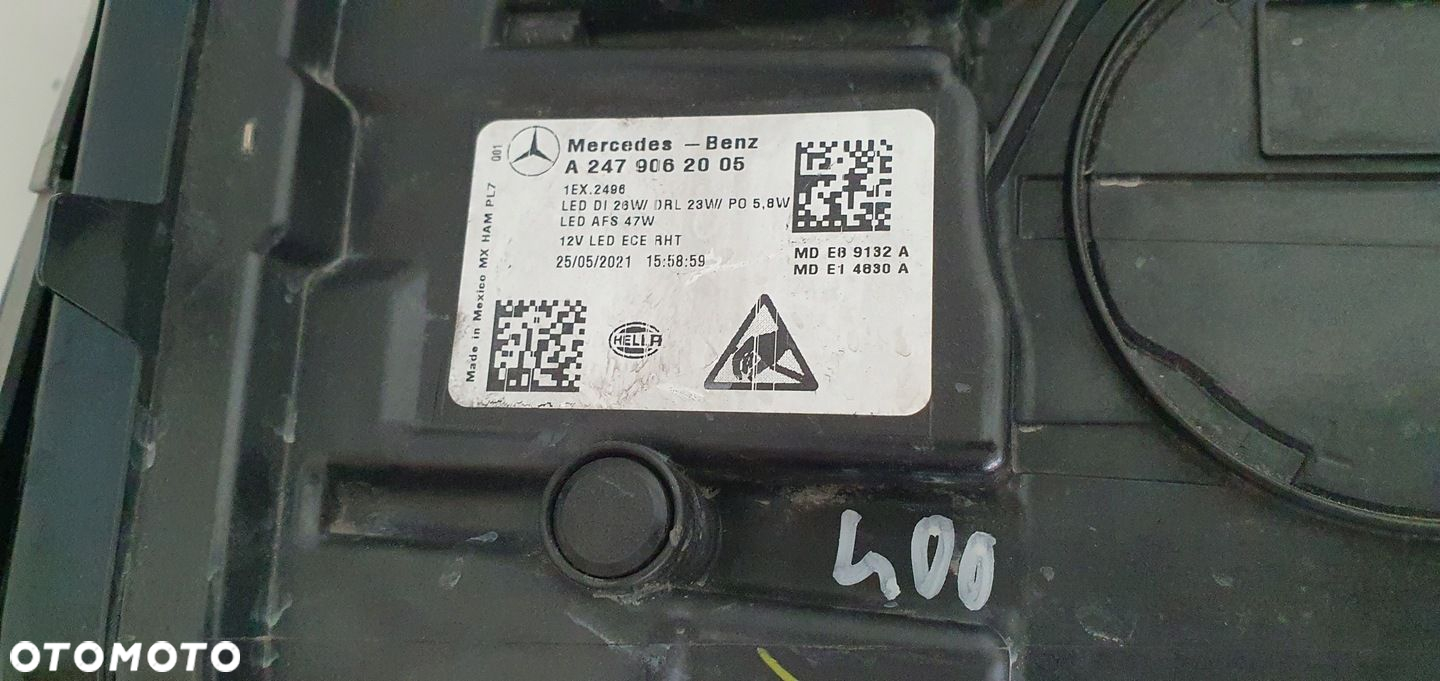 001
Mercedes - Benz
A 247 906 20 05
1EX.2496
LED DI 26W/ DRL 23W// PO 5,8W
LED AFS 47W
12V LED ECE RHT
25/05/2021 15:58:59
MD E8 9132 A
MD E1 4830 A
Made in Mexico MX HAM PL7
HELLA
400
OTOMOTO